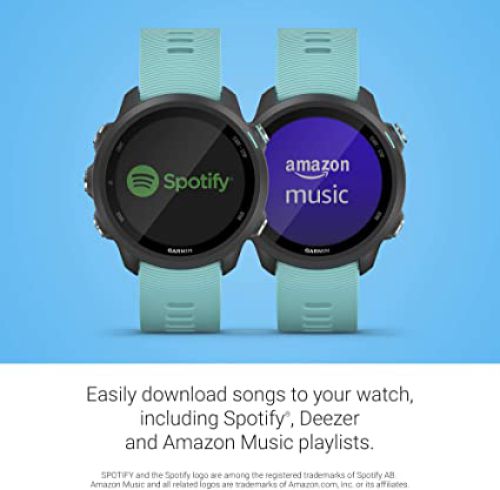 Spotify®
amazon
music
GARMIN
GARMIN
Easily download songs to your watch,
including Spotify®, Deezer
and Amazon Music playlists.
SPOTIFY and the Spotify logo are among the registered trademarks of Spotify AB.
Amazon Music and all related logos are trademarks of Amazon.com, inc. or its affiliates.